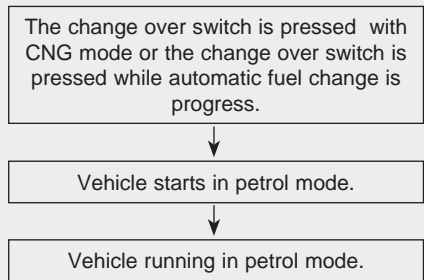 The change over switch is pressed with
CNG mode or the change over switch is
pressed while automatic fuel change is
progress.
Vehicle starts in petrol mode.
Vehicle running in petrol mode.